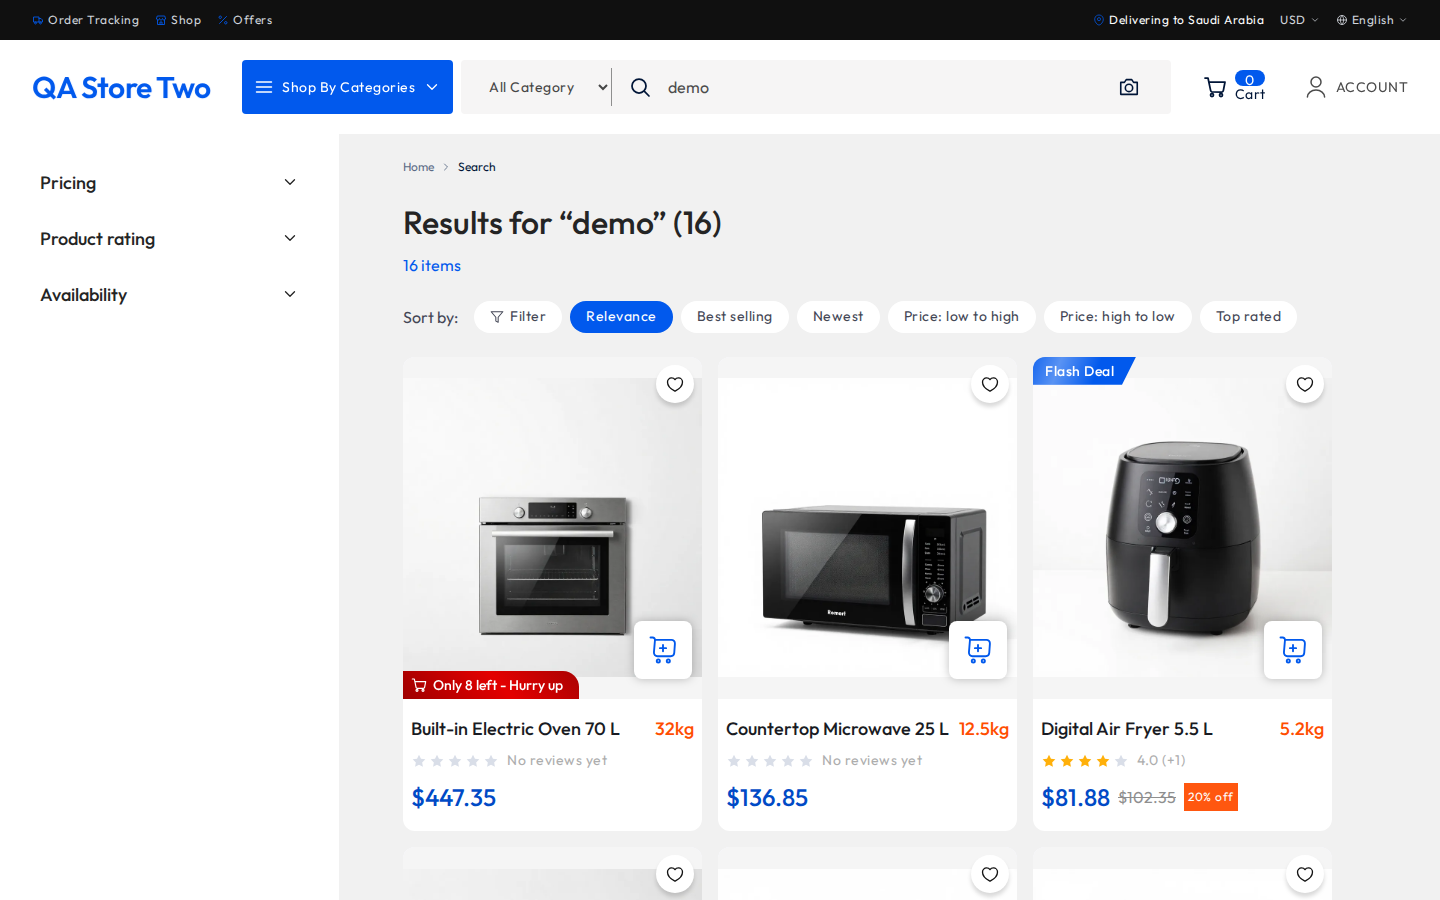 Order Tracking
Shop
Offers
Delivering to Saudi Arabia
USD
English
QA Store Two
Shop By Categories
All Category
demo
0
Cart
ACCOUNT
Pricing
Product rating
Availability
Home
Search
Results for “demo” (16)
16 items
Sort by:
Filter
Relevance
Best selling
Newest
Price: low to high
Price: high to low
Top rated
Flash Deal
Only 8 left - Hurry up
Built-in Electric Oven 70 L
32kg
No reviews yet
$447.35
Countertop Microwave 25 L
12.5kg
No reviews yet
$136.85
Digital Air Fryer 5.5 L
5.2kg
4.0 (+1)
$81.88
$102.35
20% off